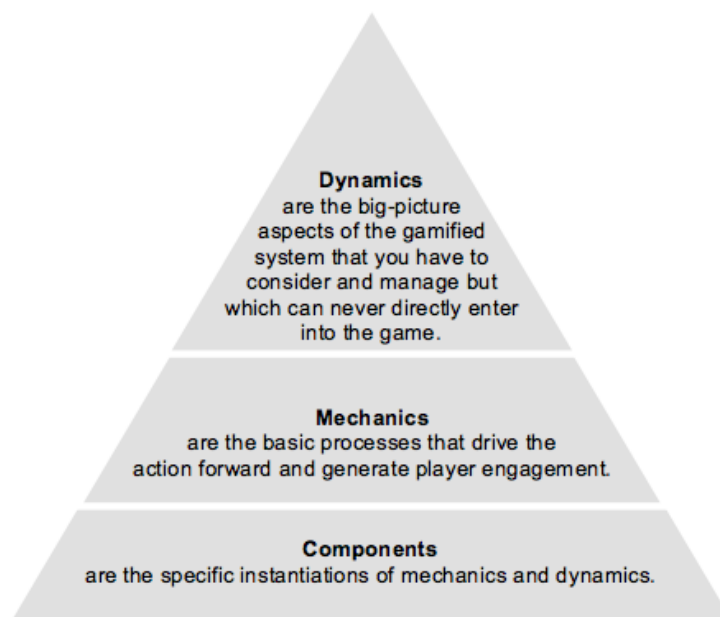 Dynamics
are the big-picture
aspects of the gamified
system that you have to
consider and manage but
which can never directly enter
into the game.
Mechanics
are the basic processes that drive the
action forward and generate player engagement.
Components
are the specific instantiations of mechanics and dynamics.